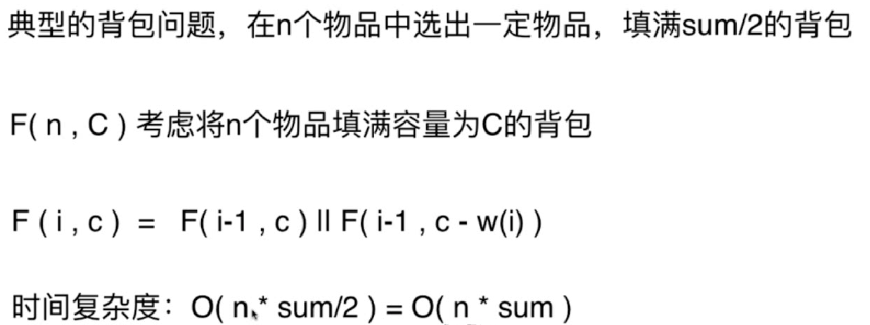 典型的背包问题，在n个物品中选出一定物品，填满sum/2的背包
F( n , C ) 考虑将n个物品填满容量为C的背包
F ( i , c )  =  F( i-1 , c ) || F( i-1 , c - w(i) )
时间复杂度：O( n * sum/2 ) = O( n * sum )